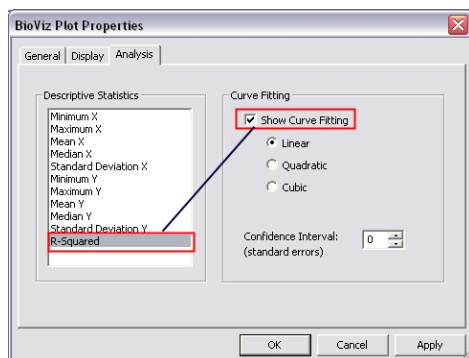 BioViz Plot Properties
General Display Analysis
Descriptive Statistics
Minimum X
Maximum X
Mean X
Median X
Standard Deviation X
Minimum Y
Maximum Y
Mean Y
Median Y
Standard Deviation Y
R-Squared
Curve Fitting
Show Curve Fitting
Linear
Quadratic
Cubic
Confidence Interval: 0
(standard errors)
OK Cancel Apply